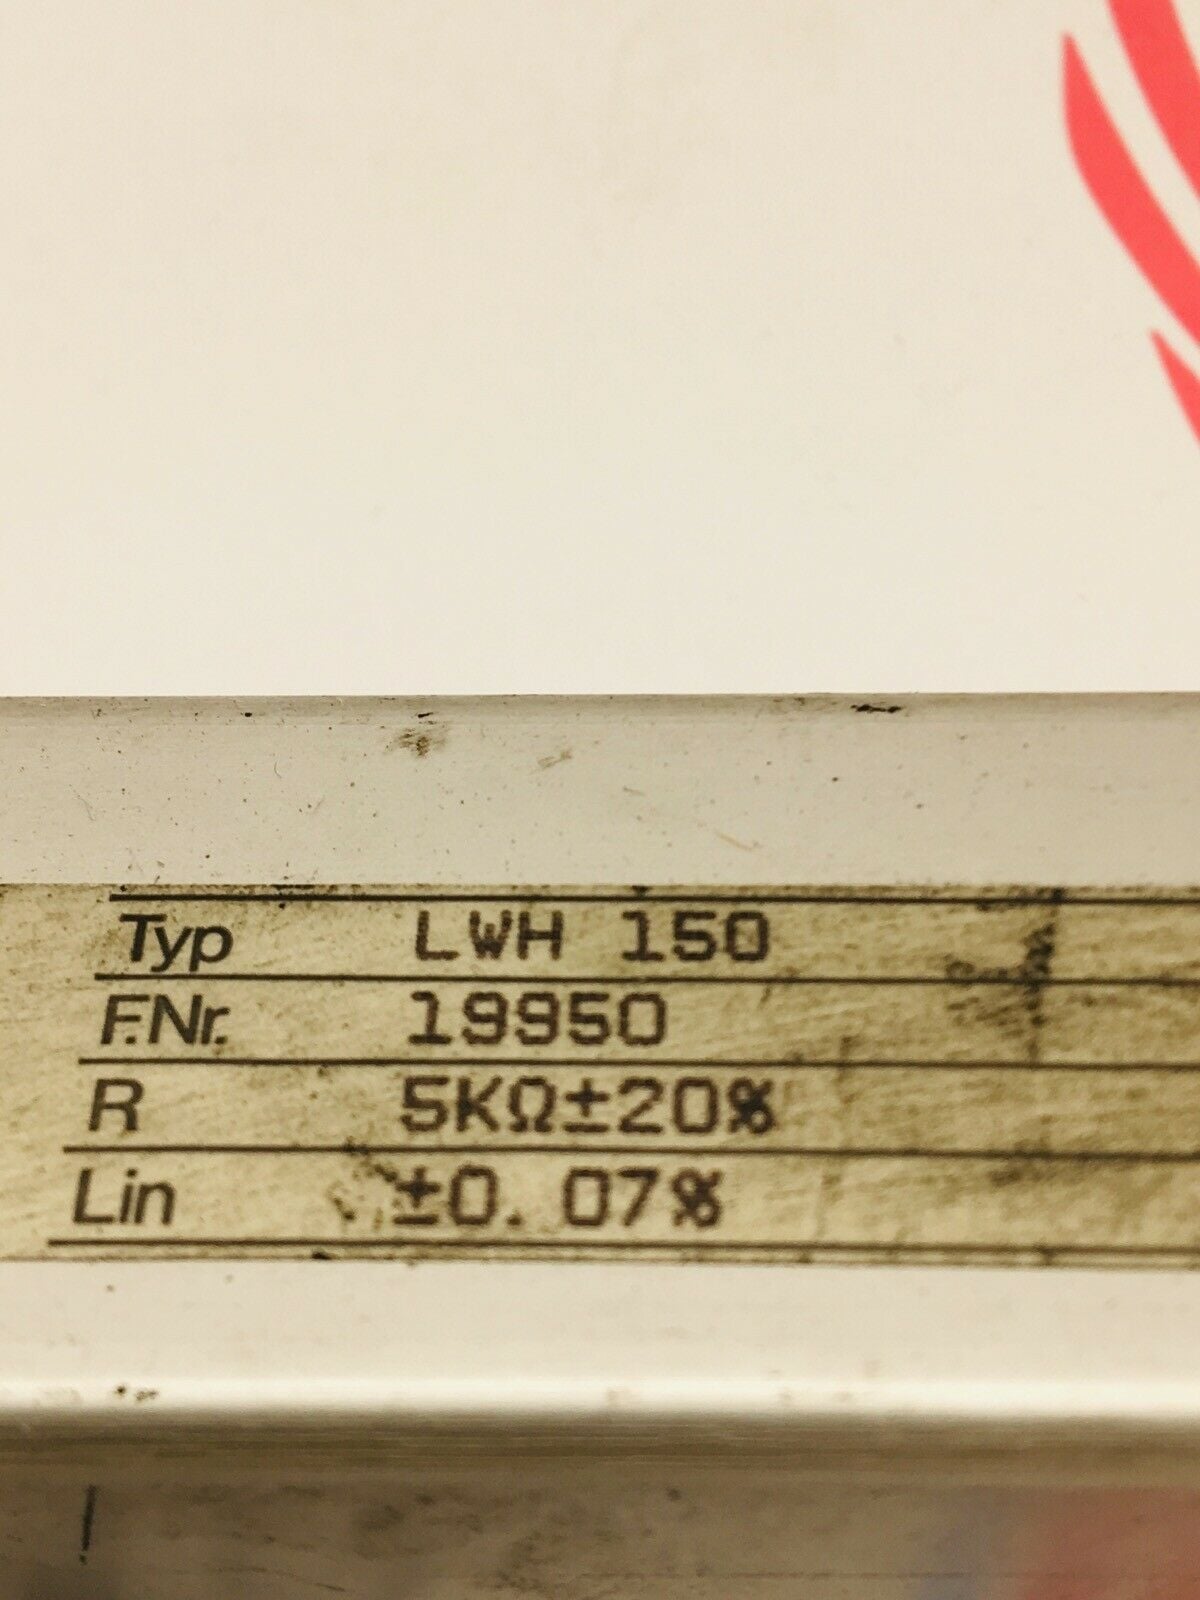 Typ LWH 150
F.Nr. 19950
R 5KΩ±20%
Lin ±0.07%